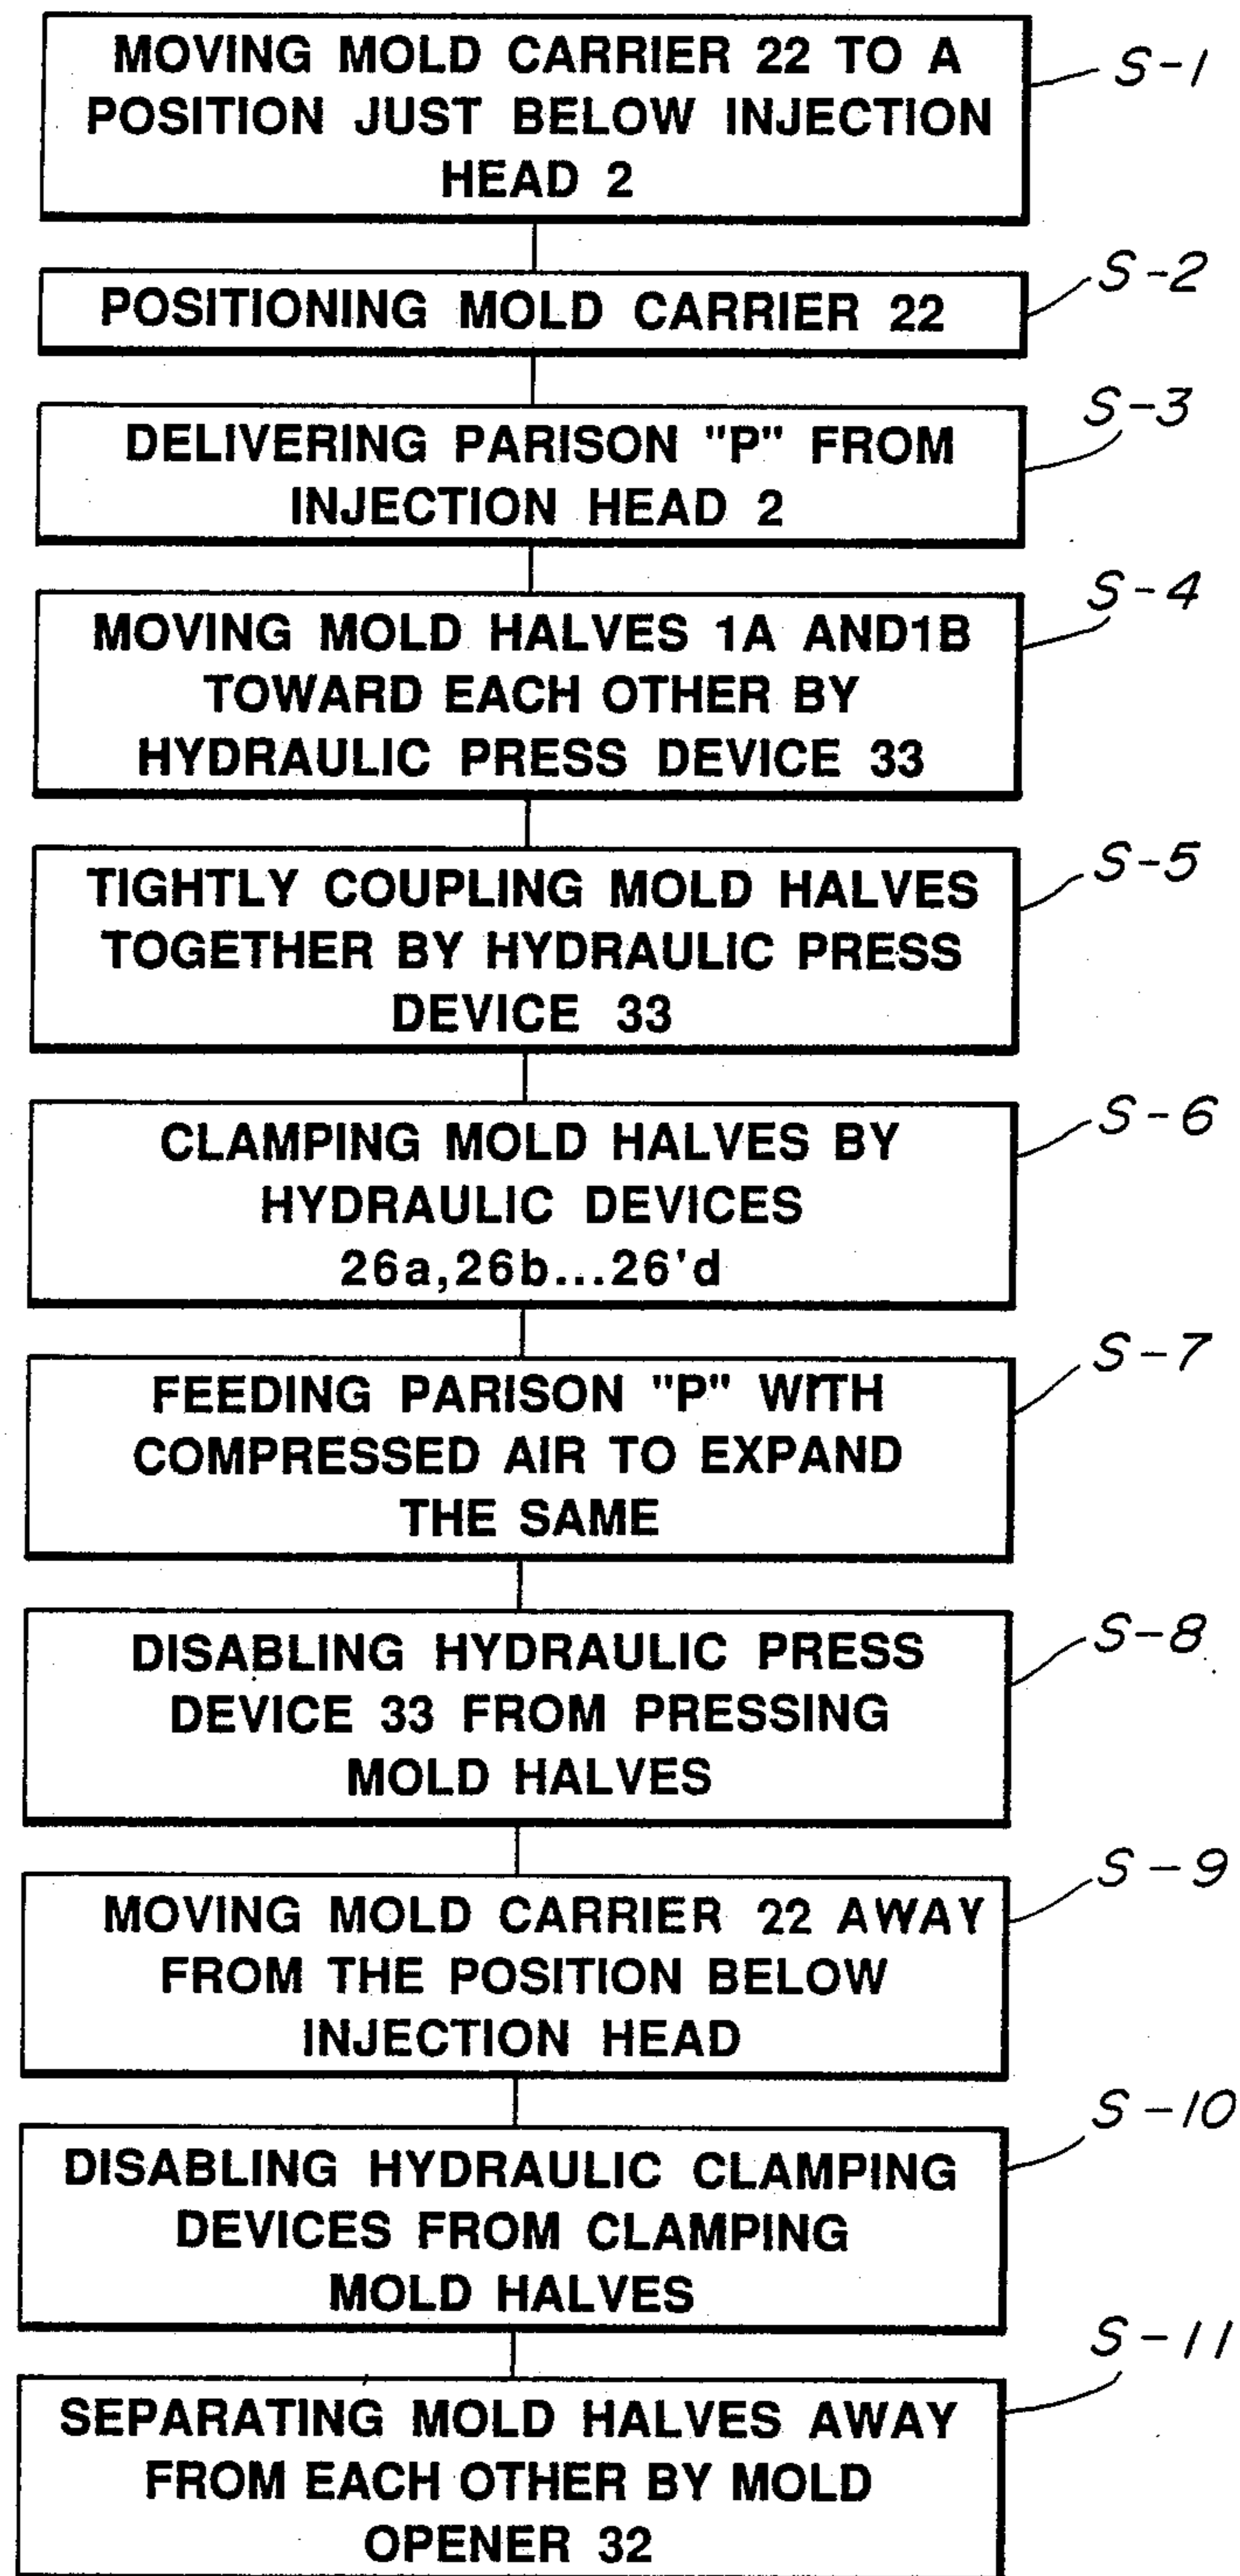 MOVING MOLD CARRIER 22 TO A
POSITION JUST BELOW INJECTION
HEAD 2
S-1
POSITIONING MOLD CARRIER 22
S-2
DELIVERING PARISON "P" FROM
INJECTION HEAD 2
S-3
MOVING MOLD HALVES 1A AND1B
TOWARD EACH OTHER BY
HYDRAULIC PRESS DEVICE 33
S-4
TIGHTLY COUPLING MOLD HALVES
TOGETHER BY HYDRAULIC PRESS
DEVICE 33
S-5
CLAMPING MOLD HALVES BY
HYDRAULIC DEVICES
26a,26b...26'd
S-6
FEEDING PARISON "P" WITH
COMPRESSED AIR TO EXPAND
THE SAME
S-7
DISABLING HYDRAULIC PRESS
DEVICE 33 FROM PRESSING
MOLD HALVES
S-8
MOVING MOLD CARRIER 22 AWAY
FROM THE POSITION BELOW
INJECTION HEAD
S-9
DISABLING HYDRAULIC CLAMPING
DEVICES FROM CLAMPING
MOLD HALVES
S-10
SEPARATING MOLD HALVES AWAY
FROM EACH OTHER BY MOLD
OPENER 32
S-11